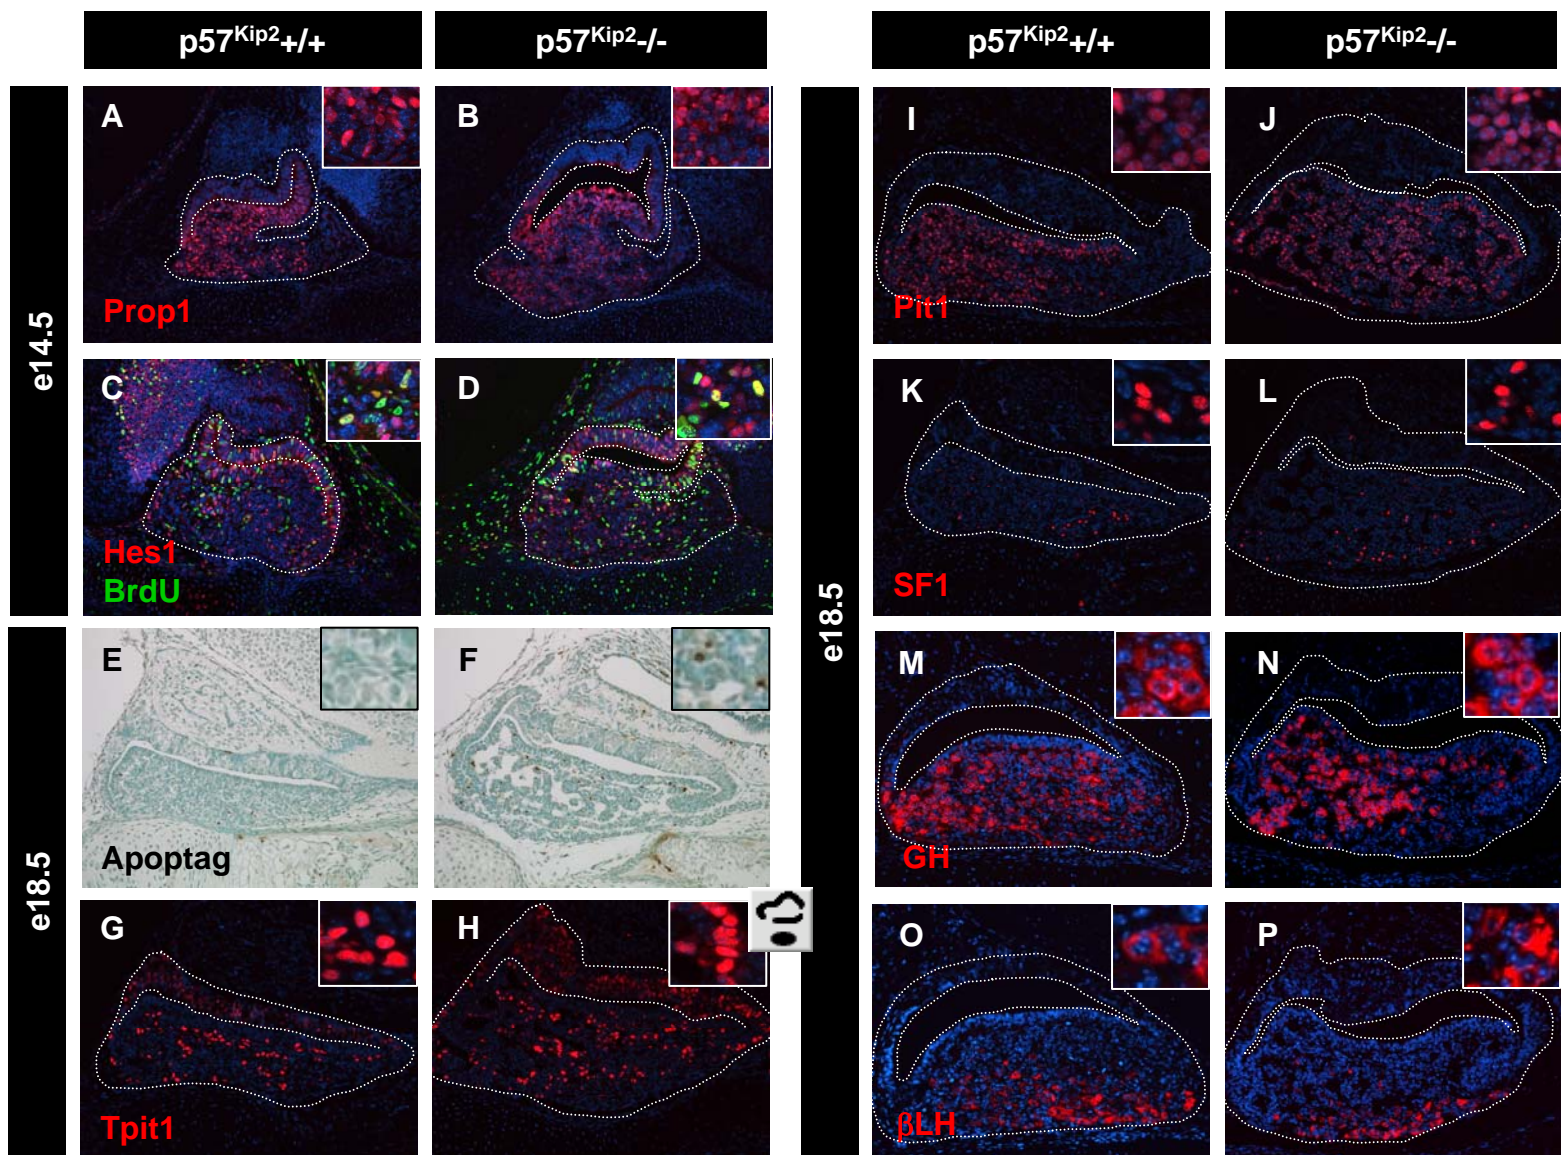 p57Kip2+/+
p57Kip2-/-
p57Kip2+/+
p57Kip2-/-
e14.5
A
Prop1
B
C
Hes1
BrdU
D
e18.5
E
Apoptag
F
G
Tpit1
H
e18.5
I
Pit1
J
K
SF1
L
M
GH
N
O
βLH
P